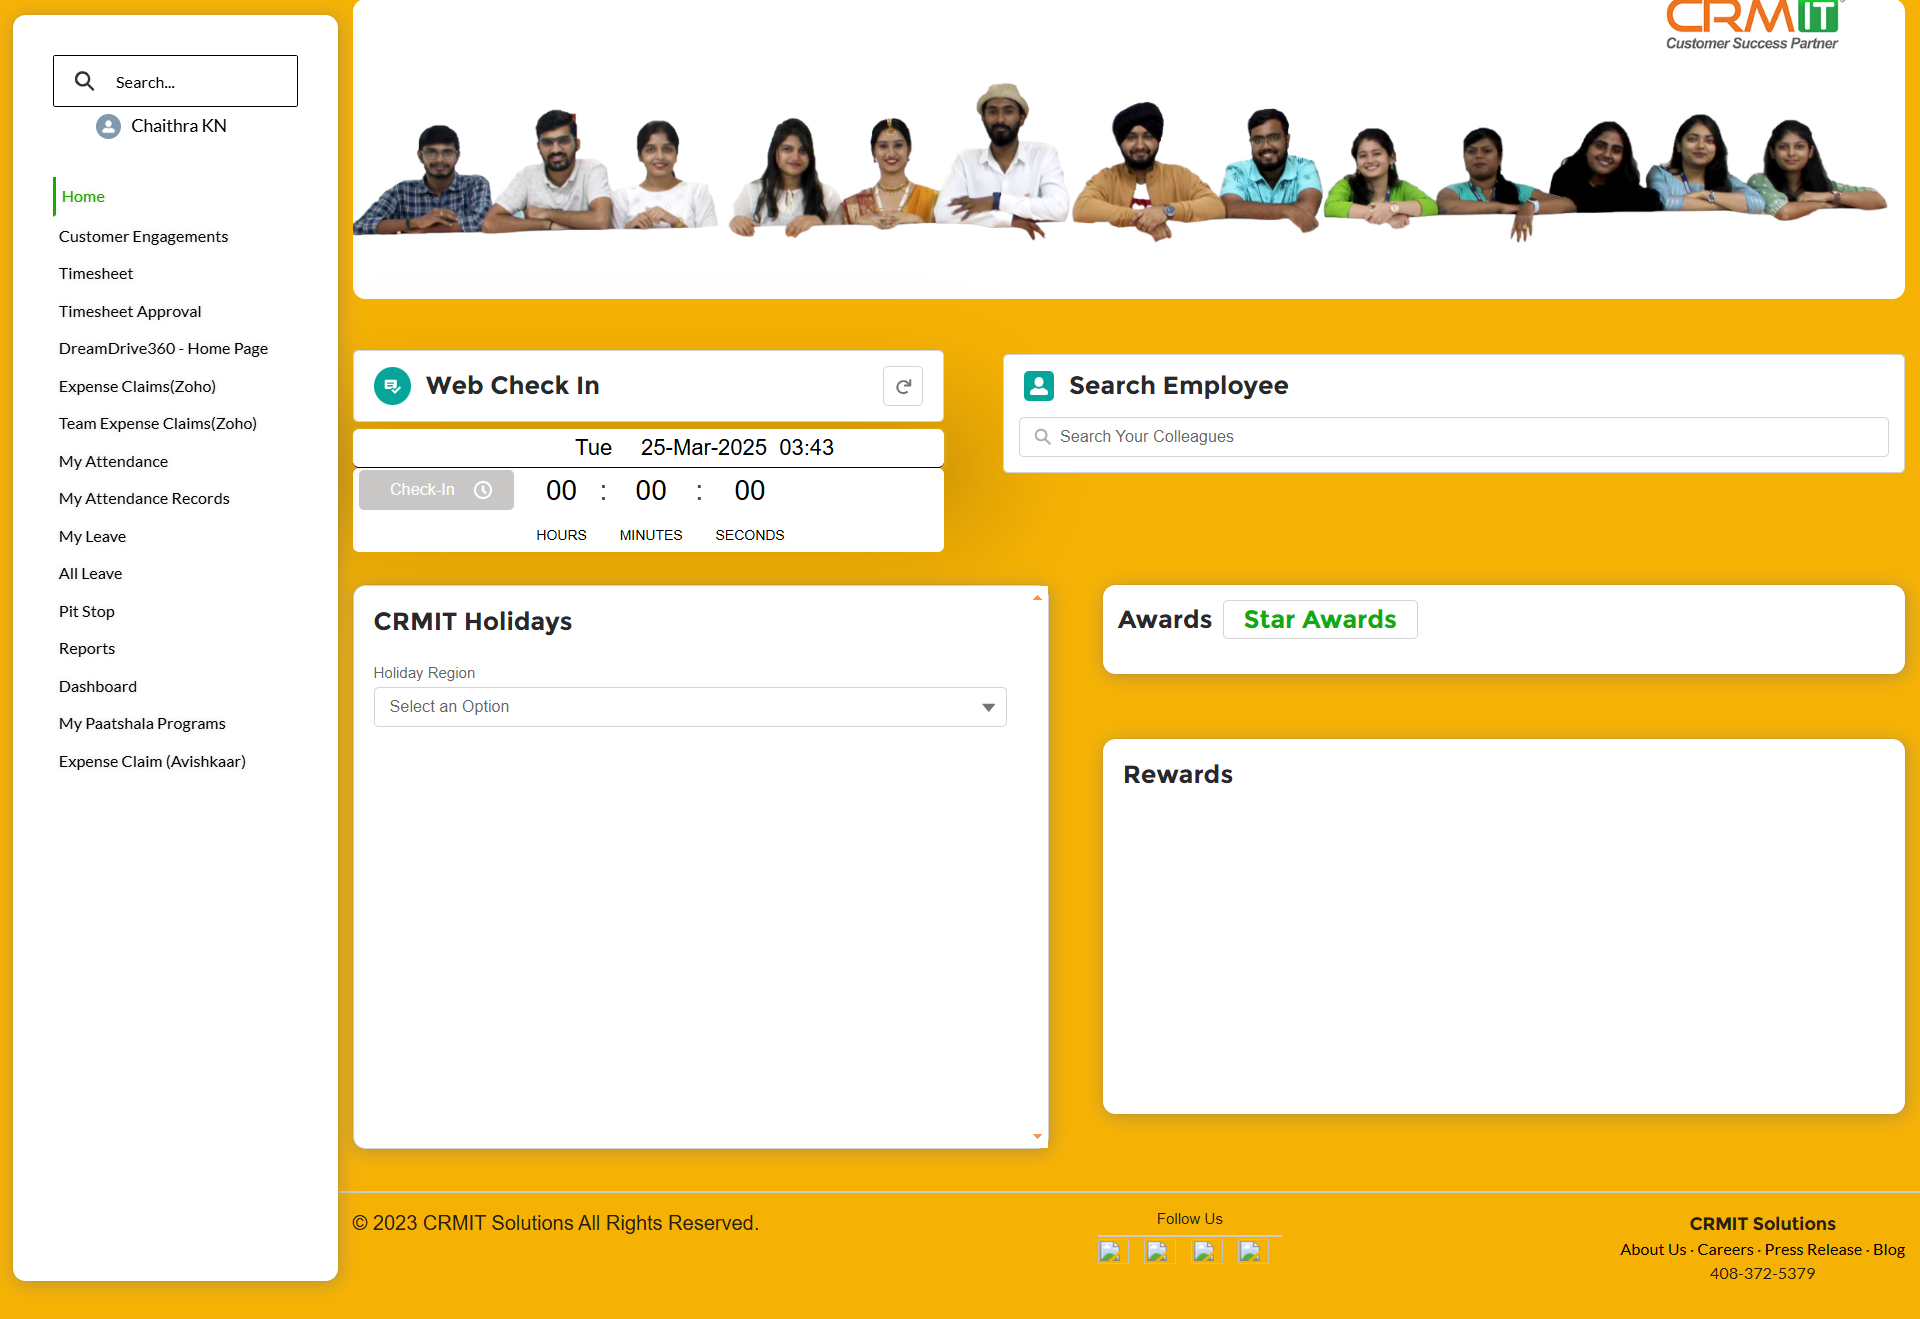 Search...
Chaithra KN
Home
Customer Engagements
Timesheet
Timesheet Approval
DreamDrive360 - Home Page
Expense Claims(Zoho)
Team Expense Claims(Zoho)
My Attendance
My Attendance Records
My Leave
All Leave
Pit Stop
Reports
Dashboard
My Paatshala Programs
Expense Claim (Avishkaar)
CRMIT
Customer Success Partner
Web Check In
Tue 25-Mar-2025 03:43
Check-In 00 : 00 : 00
HOURS MINUTES SECONDS
Search Employee
Search Your Colleagues
CRMIT Holidays
Holiday Region
Select an Option
Awards Star Awards
Rewards
© 2023 CRMIT Solutions All Rights Reserved.
Follow Us
CRMIT Solutions
About Us · Careers · Press Release · Blog
408-372-5379